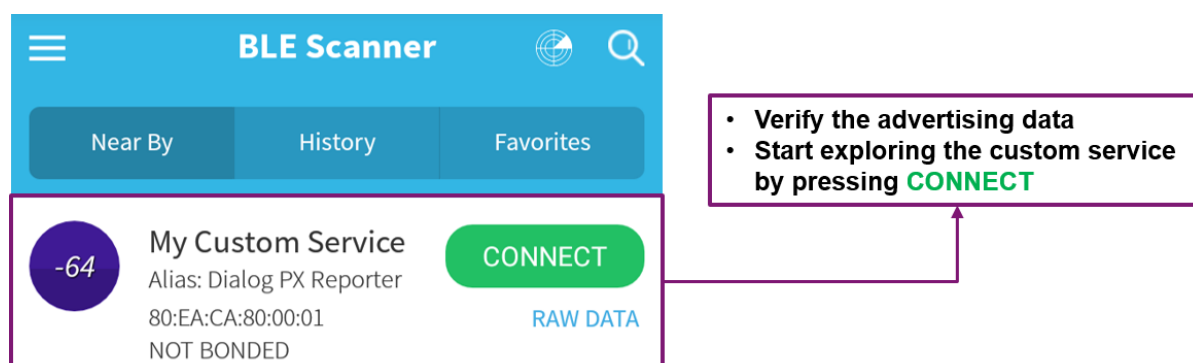 BLE Scanner
Near By
History
Favorites
-64
My Custom Service
CONNECT
Alias: Dialog PX Reporter
80:EA:CA:80:00:01
RAW DATA
NOT BONDED
• Verify the advertising data
• Start exploring the custom service
by pressing CONNECT